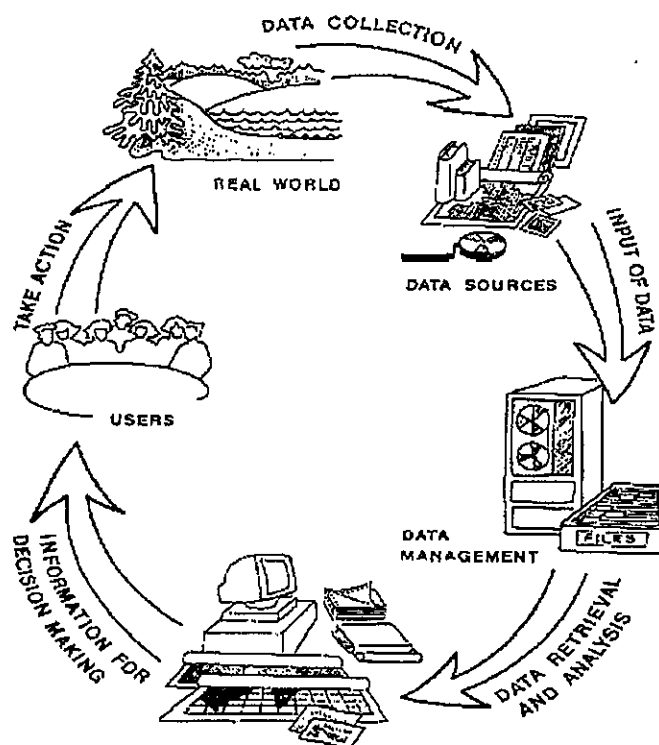 DATA COLLECTION
REAL WORLD
DATA SOURCES
INPUT OF DATA
TAKE ACTION
USERS
FILES
DATA
MANAGEMENT
INFORMATION FOR
DECISION MAKING
DATA RETRIEVAL
AND ANALYSIS